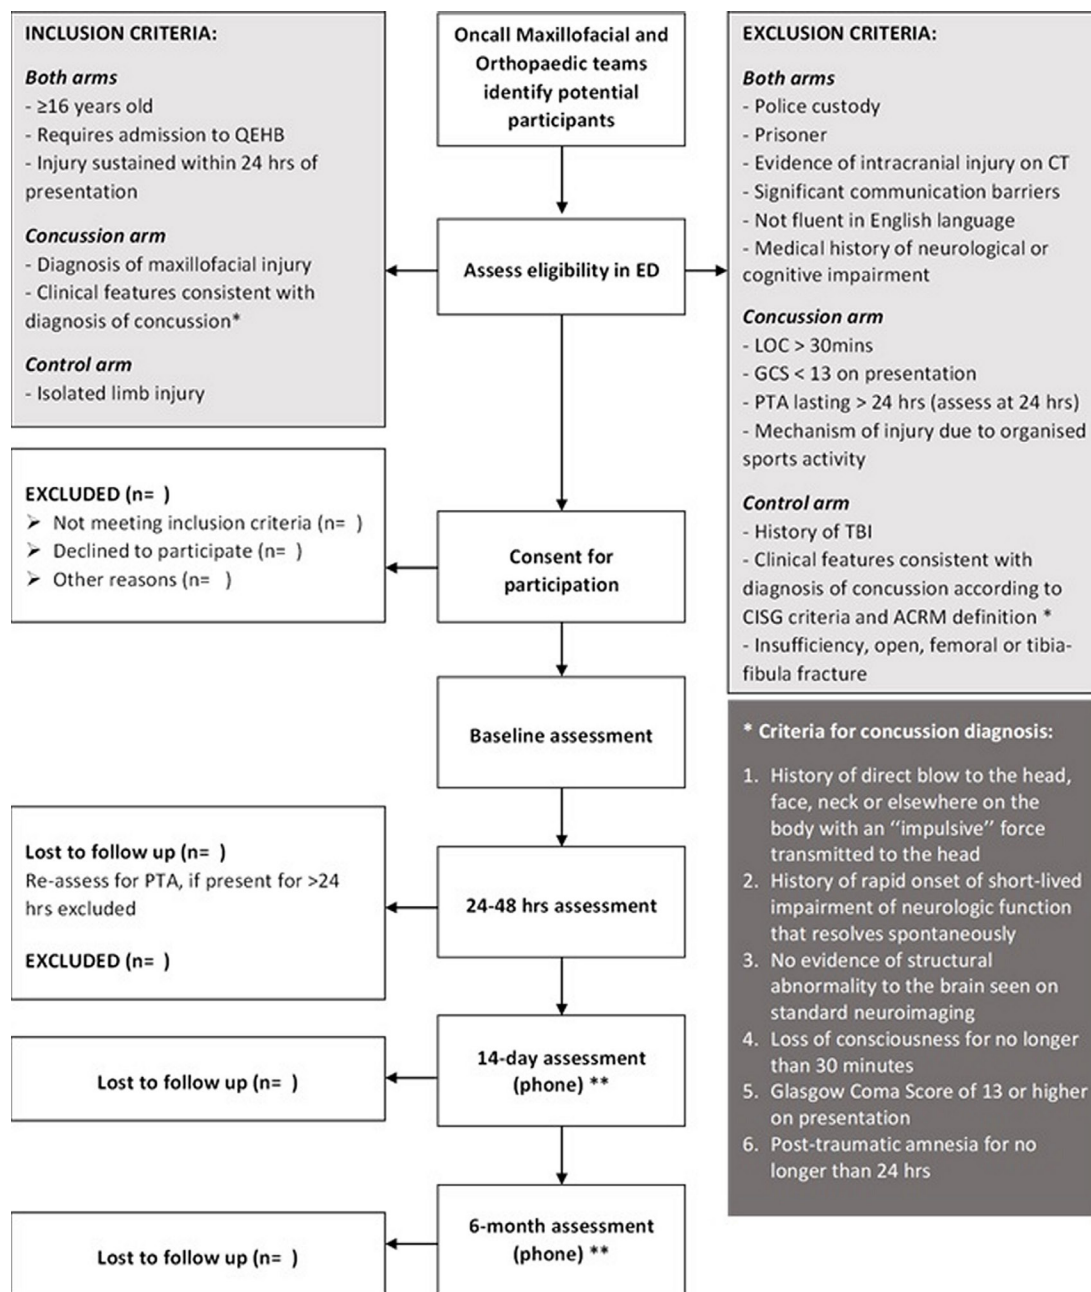 INCLUSION CRITERIA:
Both arms
- ≥16 years old
- Requires admission to QEHB
- Injury sustained within 24 hrs of
presentation
Concussion arm
- Diagnosis of maxillofacial injury
- Clinical features consistent with
diagnosis of concussion*
Control arm
- Isolated limb injury
Oncall Maxillofacial and
Orthopaedic teams
identify potential
participants
Assess eligibility in ED
EXCLUSION CRITERIA:
Both arms
- Police custody
- Prisoner
- Evidence of intracranial injury on CT
- Significant communication barriers
- Not fluent in English language
- Medical history of neurological or
cognitive impairment
Concussion arm
- LOC > 30mins
- GCS < 13 on presentation
- PTA lasting > 24 hrs (assess at 24 hrs)
- Mechanism of injury due to organised
sports activity
Control arm
- History of TBI
- Clinical features consistent with
diagnosis of concussion according to
CISG criteria and ACRM definition *
- Insufficiency, open, femoral or tibia-
fibula fracture
EXCLUDED (n= )
➢ Not meeting inclusion criteria (n= )
➢ Declined to participate (n= )
➢ Other reasons (n= )
Consent for
participation
Baseline assessment
Lost to follow up (n= )
Re-assess for PTA, if present for >24
hrs excluded
EXCLUDED (n= )
24-48 hrs assessment
Lost to follow up (n= )
14-day assessment
(phone) **
Lost to follow up (n= )
6-month assessment
(phone) **
* Criteria for concussion diagnosis:
1. History of direct blow to the head,
face, neck or elsewhere on the
body with an “impulsive” force
transmitted to the head
2. History of rapid onset of short-lived
impairment of neurologic function
that resolves spontaneously
3. No evidence of structural
abnormality to the brain seen on
standard neuroimaging
4. Loss of consciousness for no longer
than 30 minutes
5. Glasgow Coma Score of 13 or higher
on presentation
6. Post-traumatic amnesia for no
longer than 24 hrs